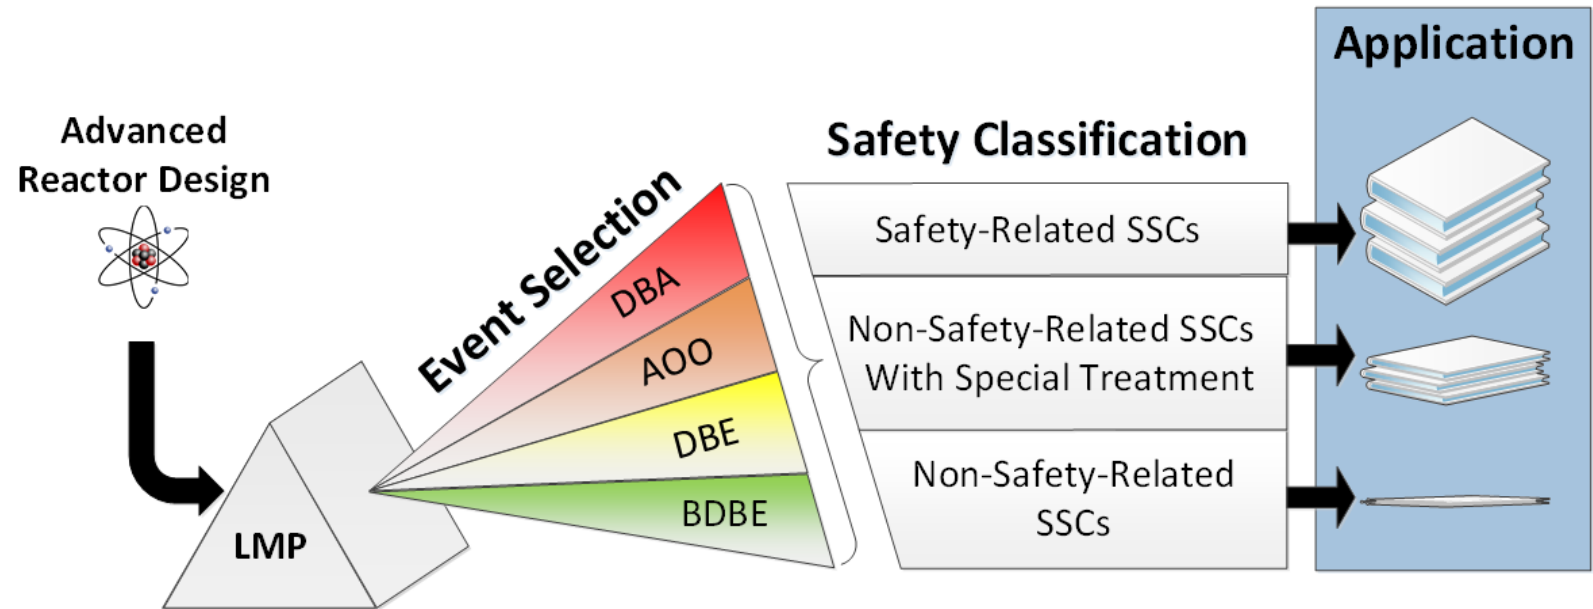 Advanced
Reactor Design
LMP
Event Selection
DBA
AOO
DBE
BDBE
Safety Classification
Safety-Related SSCs
Non-Safety-Related SSCs
With Special Treatment
Non-Safety-Related
SSCs
Application